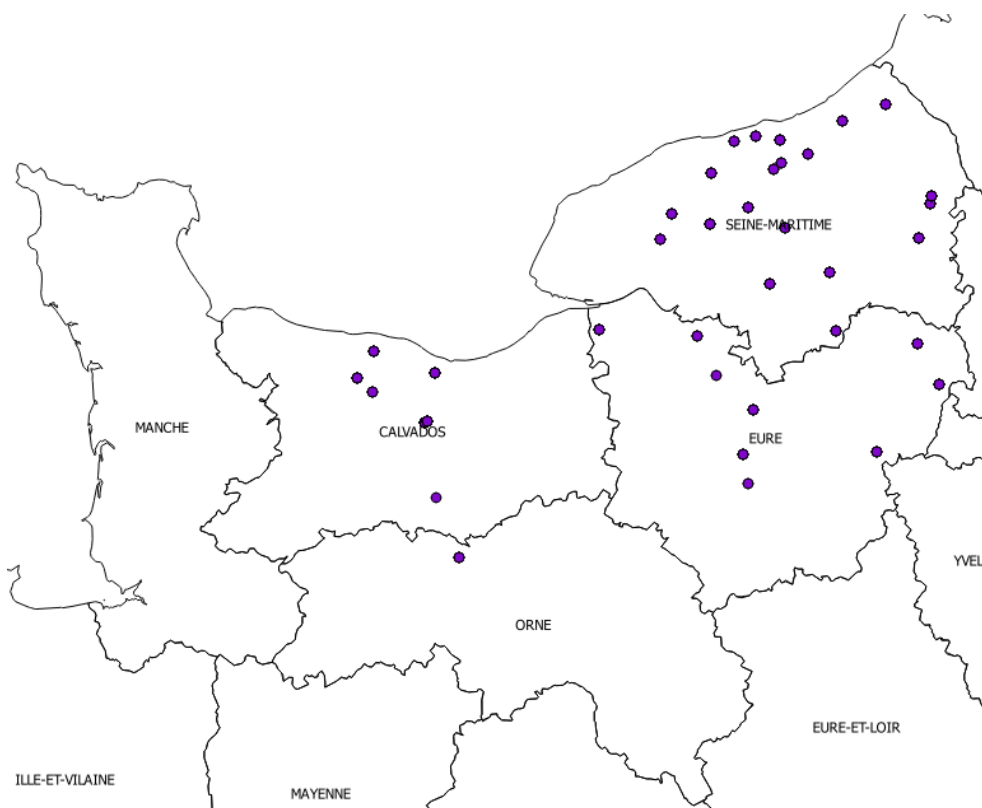 SEINE-MARITIME
MANCHE
CALVADOS
EURE
YVEL
ORNE
EURE-ET-LOIR
ILLE-ET-VILAINE
MAYENNE